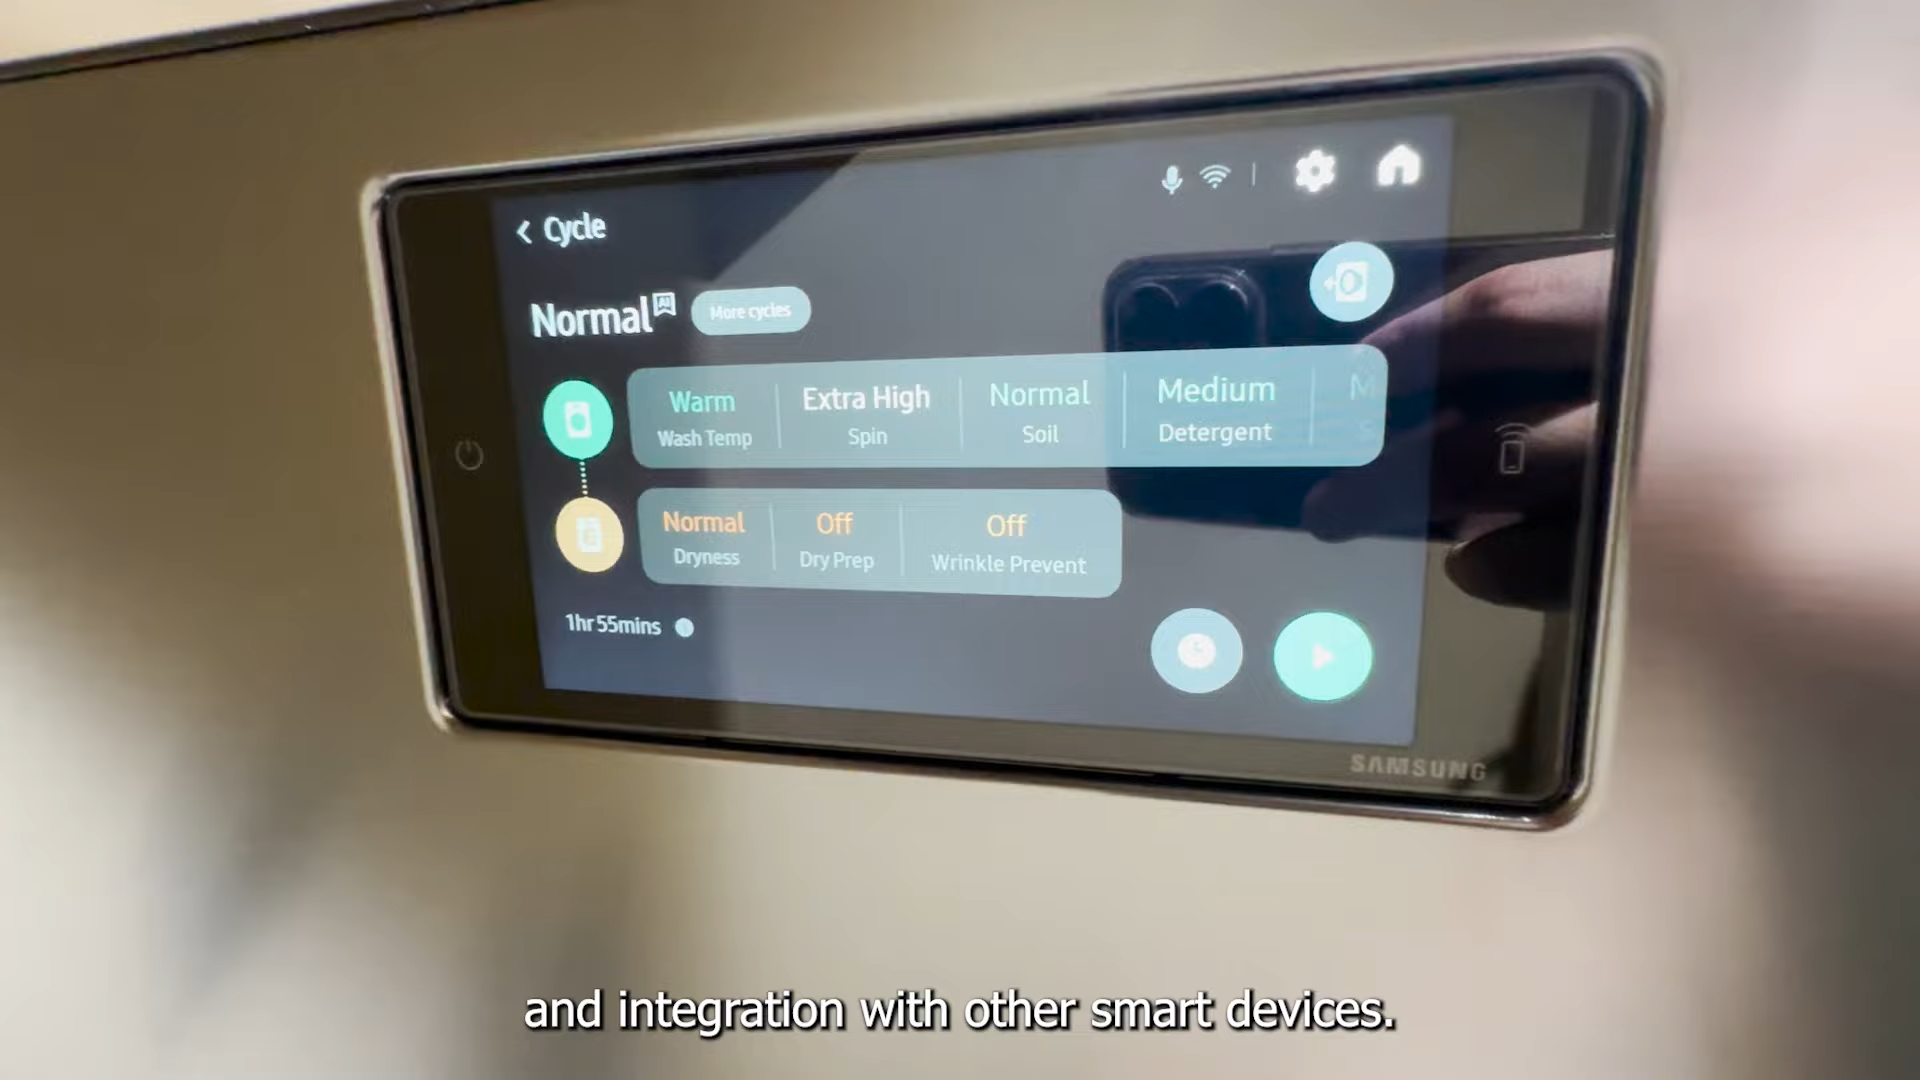 Cycle
Normal AI
More cycles
Warm Extra High Normal Medium M
Wash Temp Spin Soil Detergent S
Normal Off Off
Dryness Dry Prep Wrinkle Prevent
1hr 55mins
SAMSUNG
and integration with other smart devices.